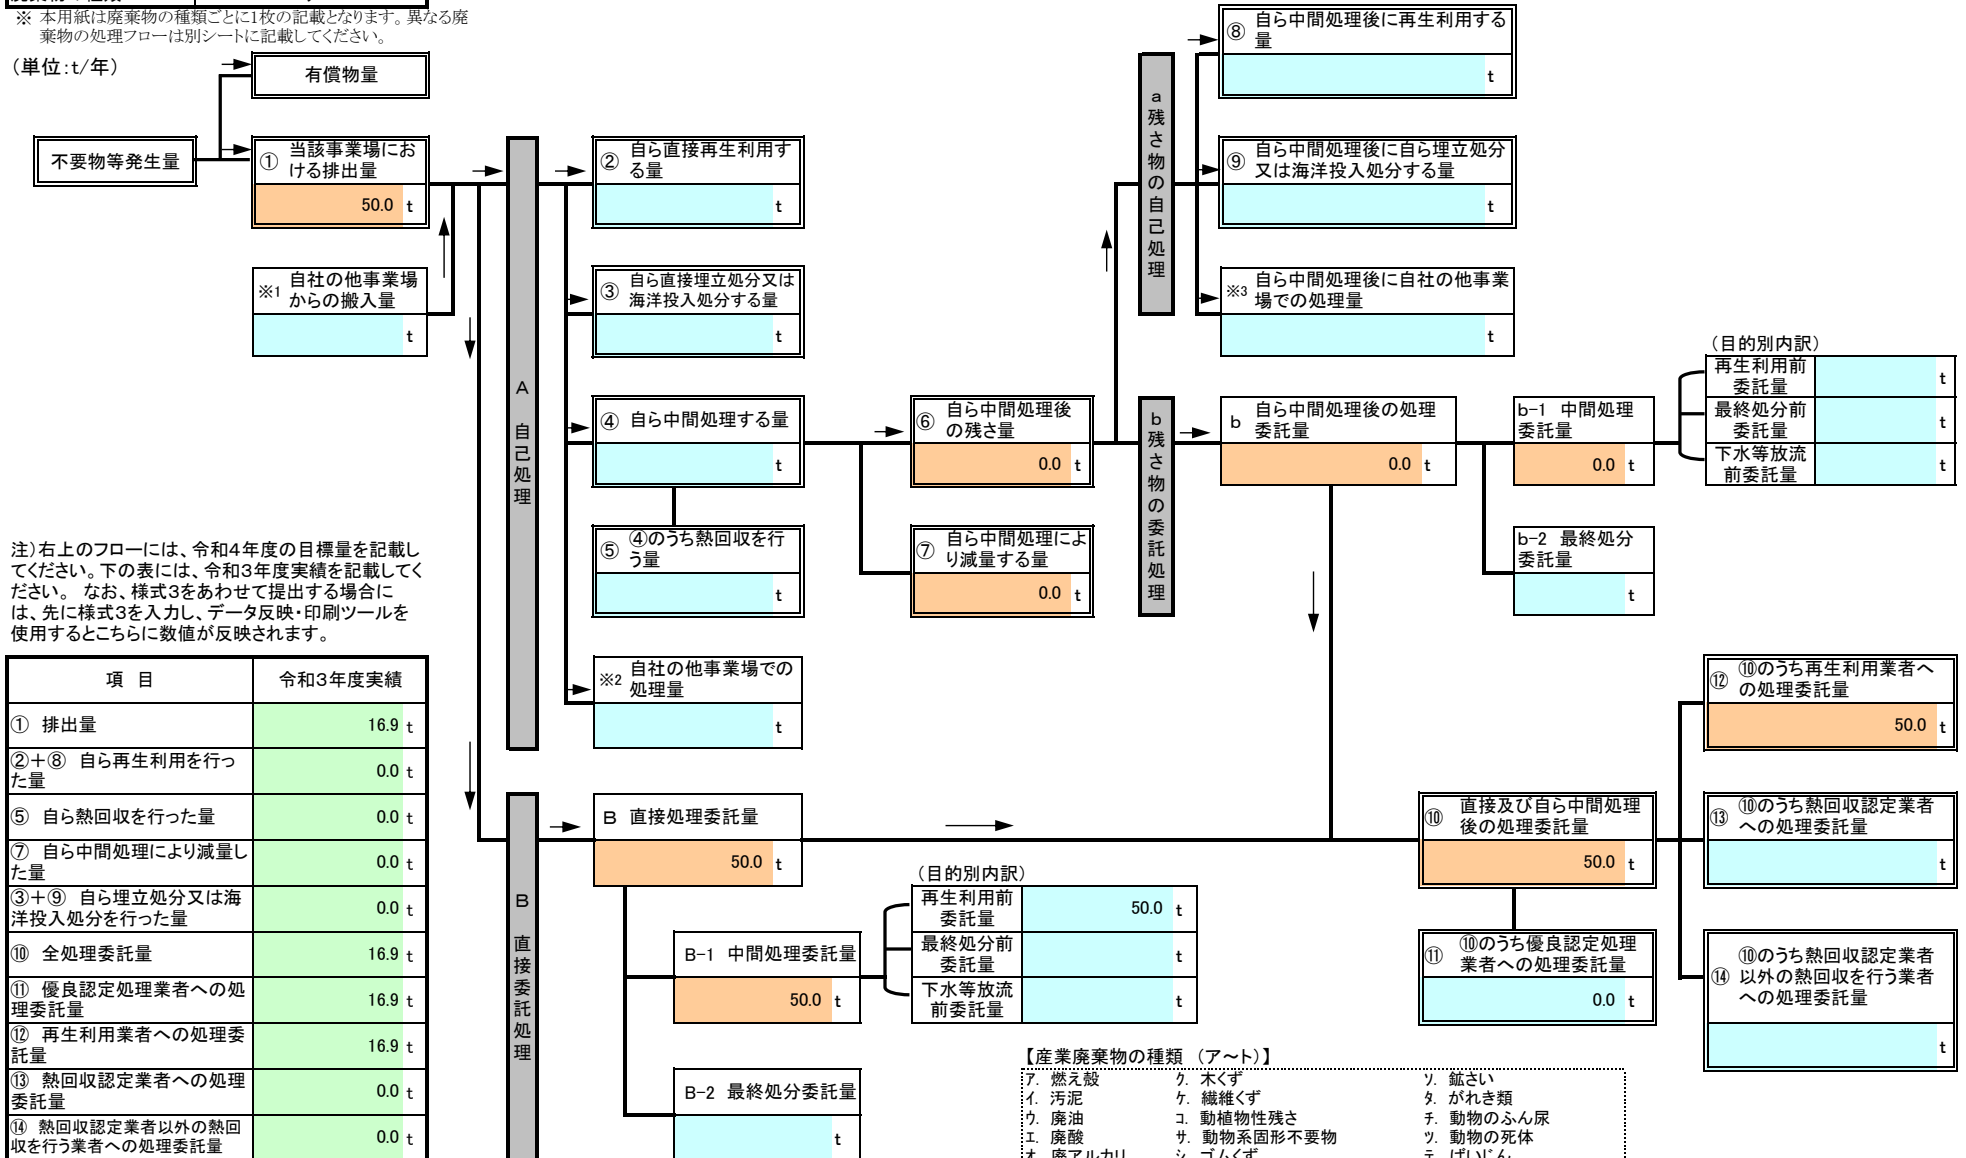 ※ 本用紙は廃棄物の種類ごとに1枚の記載となります。異なる廃
棄物の処理フローは別シートに記載してください。
（単位：t/年）
有償物量
不要物等発生量
① 当該事業場にお
ける排出量
50.0 t
※1 自社の他事業場
からの搬入量
t
A 自己処理
② 自ら直接再生利用す
る量
t
③ 自ら直接埋立処分又は
海洋投入処分する量
t
④ 自ら中間処理する量
t
⑤ ④のうち熱回収を行
う量
t
※2 自社の他事業場での
処理量
t
⑥ 自ら中間処理後
の残さ量
0.0 t
⑦ 自ら中間処理によ
り減量する量
0.0 t
a 残さ物の自己処理
⑧ 自ら中間処理後に再生利用する
量
t
⑨ 自ら中間処理後に自ら埋立処分
又は海洋投入処分する量
t
※3 自ら中間処理後に自社の他事業
場での処理量
t
b 残さ物の委託処理
b 自ら中間処理後の処理
委託量
0.0 t
b-1 中間処理
委託量
0.0 t
b-2 最終処分
委託量
t
（目的別内訳）
再生利用前
委託量
t
最終処分前
委託量
t
下水等放流
前委託量
t
注）右上のフローには、令和4年度の目標量を記載し
てください。下の表には、令和3年度実績を記載してく
ださい。 なお、様式3をあわせて提出する場合に
は、先に様式3を入力し、データ反映・印刷ツールを
使用するとこちらに数値が反映されます。
項 目 令和3年度実績
① 排出量 16.9 t
②＋⑧ 自ら再生利用を行っ
た量 0.0 t
⑤ 自ら熱回収を行った量 0.0 t
⑦ 自ら中間処理により減量し
た量 0.0 t
③＋⑨ 自ら埋立処分又は海
洋投入処分を行った量 0.0 t
⑩ 全処理委託量 16.9 t
⑪ 優良認定処理業者への処
理委託量 16.9 t
⑫ 再生利用業者への処理委
託量 16.9 t
⑬ 熱回収認定業者への処理
委託量 0.0 t
⑭ 熱回収認定業者以外の熱回
収を行う業者への処理委託量 0.0 t
B 直接委託処理
B 直接処理委託量
50.0 t
B-1 中間処理委託量
50.0 t
B-2 最終処分委託量
t
（目的別内訳）
再生利用前
委託量
50.0 t
最終処分前
委託量
t
下水等放流
前委託量
t
⑩ 直接及び自ら中間処理
後の処理委託量
50.0 t
⑪ ⑩のうち優良認定処理
業者への処理委託量
0.0 t
⑫ ⑩のうち再生利用業者へ
の処理委託量
50.0 t
⑬ ⑩のうち熱回収認定業者
への処理委託量
t
⑭ ⑩のうち熱回収認定業者
以外の熱回収を行う業者
への処理委託量
t
【産業廃棄物の種類 （ア～ト）】
ア. 燃え殻 ク. 木くず ソ. 鉱さい
イ. 汚泥 ケ. 繊維くず タ. がれき類
ウ. 廃油 コ. 動植物性残さ チ. 動物のふん尿
エ. 廃酸 サ. 動物系固形不要物 ツ. 動物の死体
オ. 廃アルカリ シ. ゴムくず テ. ばいじん